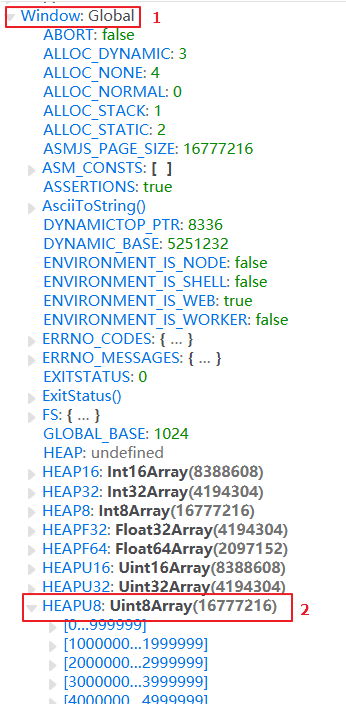 Window: Global 1
ABORT: false
ALLOC_DYNAMIC: 3
ALLOC_NONE: 4
ALLOC_NORMAL: 0
ALLOC_STACK: 1
ALLOC_STATIC: 2
ASMJS_PAGE_SIZE: 16777216
ASM_CONSTS: [ ]
ASSERTIONS: true
AsciiToString()
DYNAMICTOP_PTR: 8336
DYNAMIC_BASE: 5251232
ENVIRONMENT_IS_NODE: false
ENVIRONMENT_IS_SHELL: false
ENVIRONMENT_IS_WEB: true
ENVIRONMENT_IS_WORKER: false
ERRNO_CODES: { ... }
ERRNO_MESSAGES: { ... }
EXITSTATUS: 0
ExitStatus()
FS: { ... }
GLOBAL_BASE: 1024
HEAP: undefined
HEAP16: Int16Array(8388608)
HEAP32: Int32Array(4194304)
HEAP8: Int8Array(16777216)
HEAPF32: Float32Array(4194304)
HEAPF64: Float64Array(2097152)
HEAPU16: Uint16Array(8388608)
HEAPU32: Uint32Array(4194304)
HEAPU8: Uint8Array(16777216) 2
[0...999999]
[1000000...1999999]
[2000000...2999999]
[3000000...3999999]
[4000000...4999999]